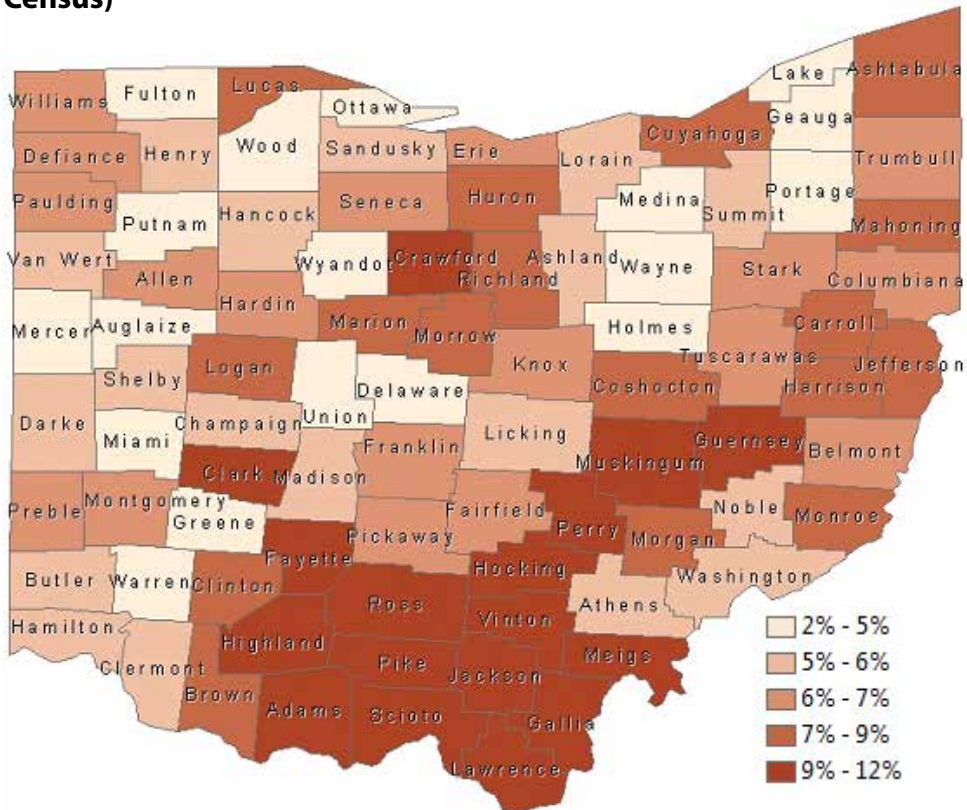 Census)
Lake
Ashtabula
Williams
Fulton
Lucas
Ottawa
Geauga
Cuyahoga
Defiance
Henry
Wood
Sandusky
Erie
Lorain
Trumbull
Paulding
Putnam
Hancock
Seneca
Huron
Medina
Summit
Portage
Mahoning
Van Wert
Allen
Wyandot
Crawford
Richland
Ashland
Wayne
Stark
Columbiana
Mercer
Auglaize
Hardin
Marion
Morrow
Knox
Holmes
Tuscarawas
Carroll
Jefferson
Harrison
Shelby
Logan
Union
Delaware
Coshocton
Darke
Miami
Champaign
Franklin
Licking
Muskingum
Guernsey
Belmont
Clark
Madison
Preble
Montgomery
Greene
Pickaway
Fairfield
Perry
Morgan
Noble
Monroe
Butler
Warren
Clinton
Fayette
Ross
Hocking
Vinton
Athens
Washington
Hamilton
Clermont
Highland
Pike
Jackson
Meigs
Brown
Adams
Scioto
Gallia
Lawrence
2% - 5%
5% - 6%
6% - 7%
7% - 9%
9% - 12%